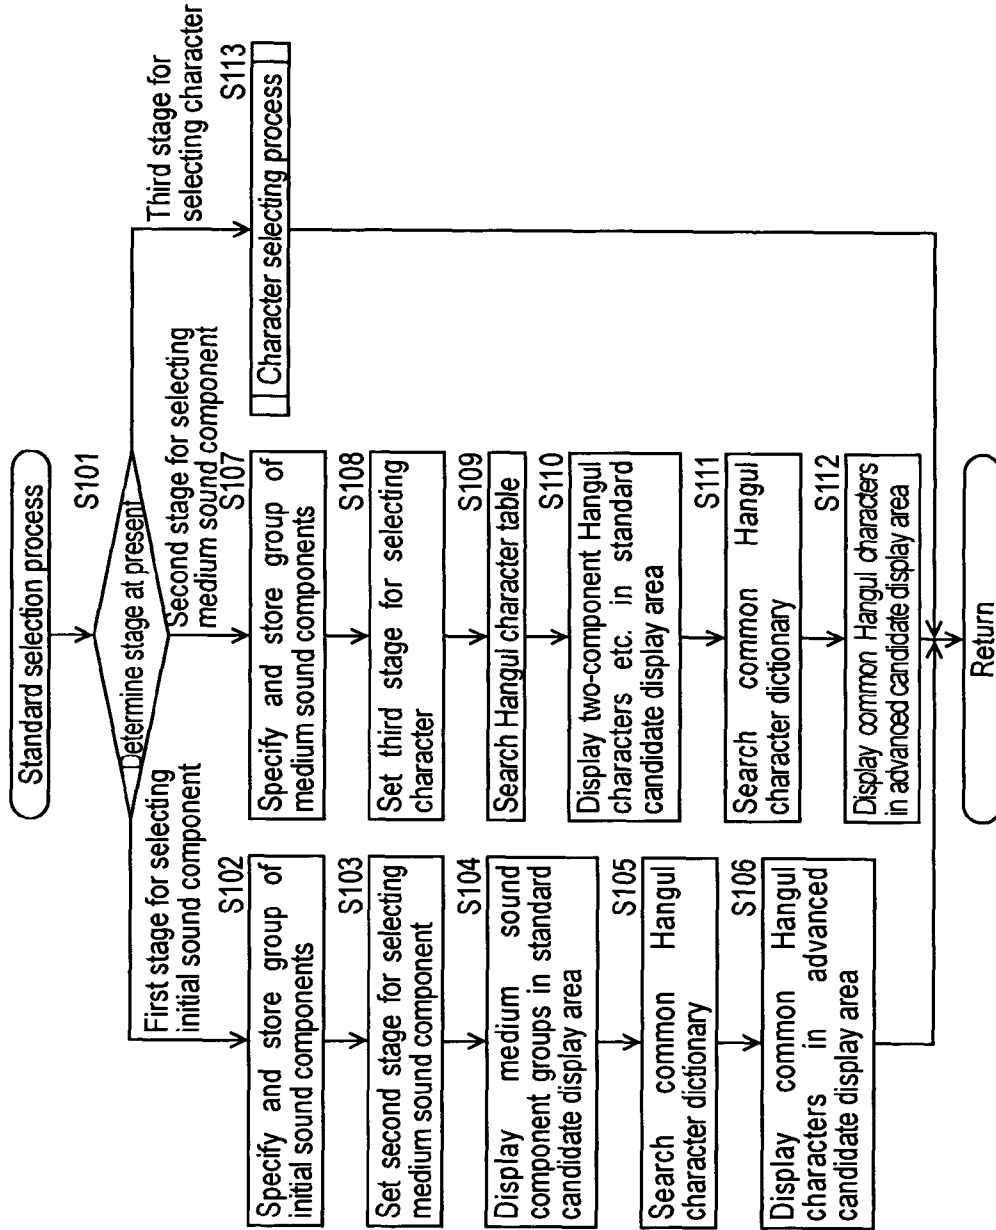 Standard selection process
S101
Determine stage at present
First stage for selecting
initial sound component
S102
Specify and store group of
initial sound components
S103
Set second stage for selecting
medium sound component
S104
Display medium sound
component groups in standard
candidate display area
S105
Search common Hangul
character dictionary
S106
Display common Hangul
characters in advanced
candidate display area
Second stage for selecting
medium sound component
S107
Specify and store group of
medium sound components
S108
Set third stage for selecting
character
S109
Search Hangul character table
S110
Display two-component Hangul
characters etc. in standard
candidate display area
S111
Search common Hangul
character dictionary
S112
Display common Hangul characters
in advanced candidate display area
Third stage for
selecting character
S113
Character selecting process
Return